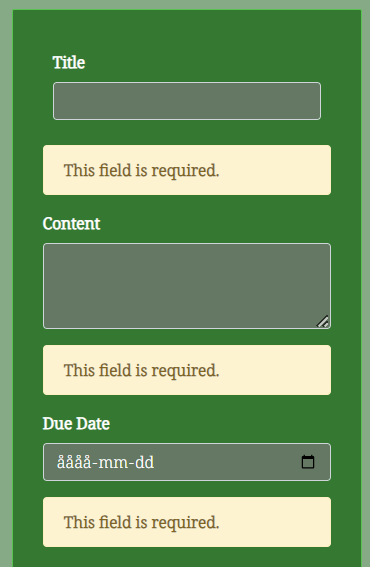 Title
This field is required.
Content
This field is required.
Due Date
åååå-mm-dd
This field is required.